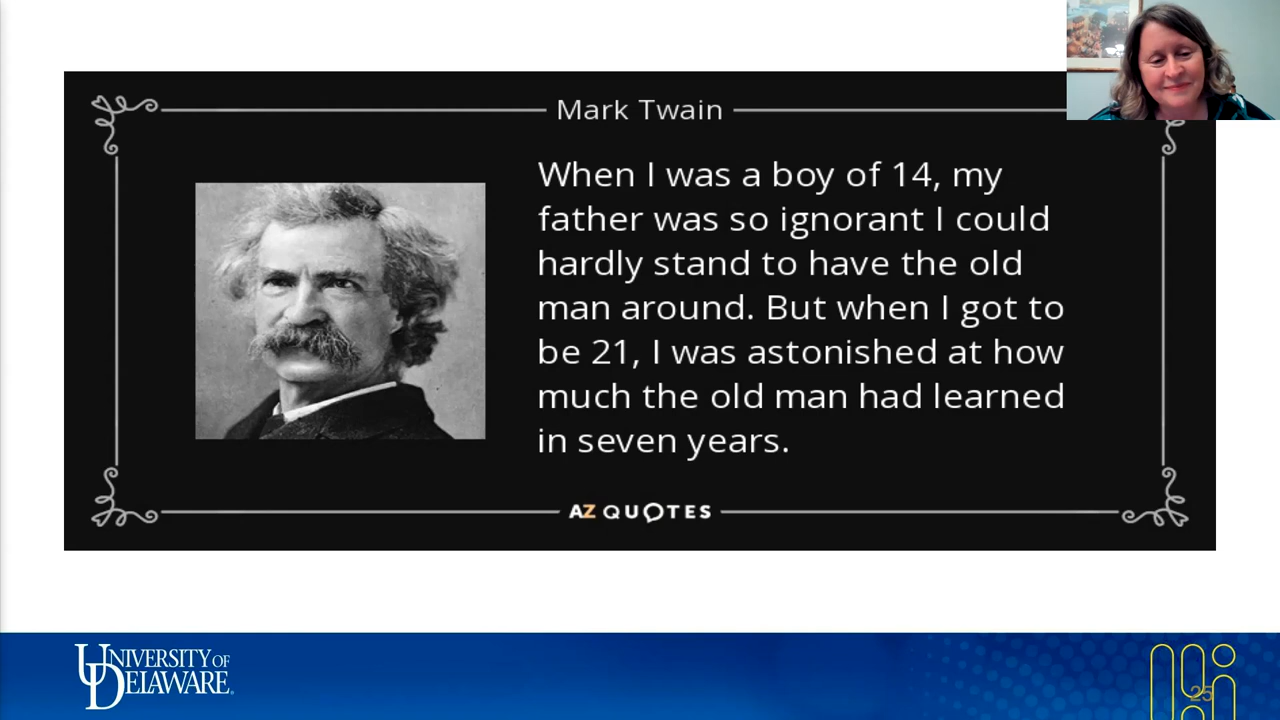 Mark Twain
When I was a boy of 14, my
father was so ignorant I could
hardly stand to have the old
man around. But when I got to
be 21, I was astonished at how
much the old man had learned
in seven years.
AZ QUOTES
UNIVERSITY OF
DELAWARE.
25